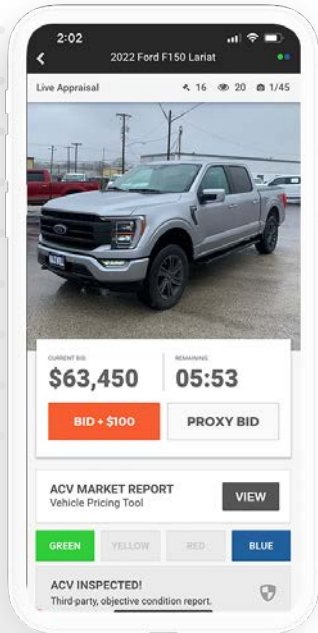 2:02
2022 Ford F150 Lariat
Live Appraisal 16 20 1/45
CURRENT BID REMAINING
$63,450 05:53
BID + $100 PROXY BID
ACV MARKET REPORT
Vehicle Pricing Tool
VIEW
GREEN YELLOW RED BLUE
ACV INSPECTED!
Third-party, objective condition report.